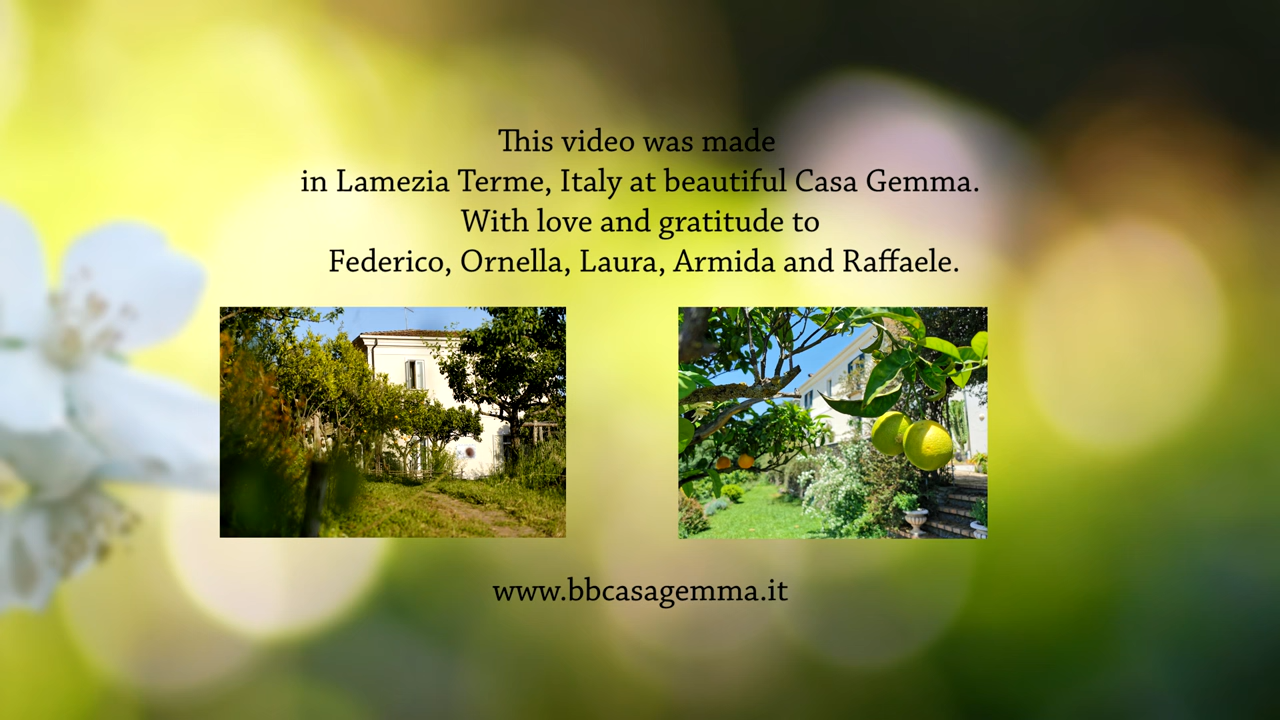 This video was made
in Lamezia Terme, Italy at beautiful Casa Gemma.
With love and gratitude to
Federico, Ornella, Laura, Armida and Raffaele.
www.bbcasagemma.it